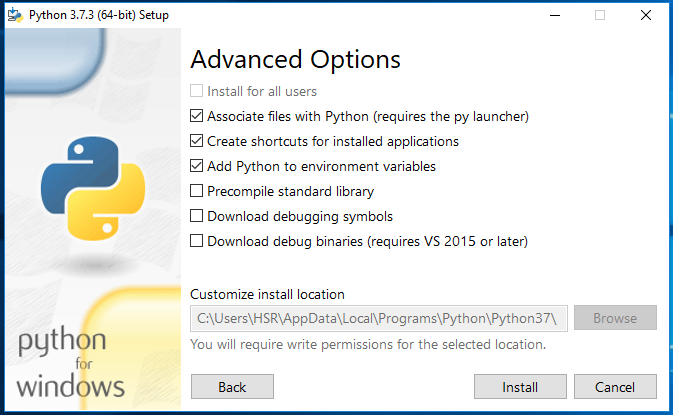 Python 3.7.3 (64-bit) Setup
Advanced Options
Install for all users
Associate files with Python (requires the py launcher)
Create shortcuts for installed applications
Add Python to environment variables
Precompile standard library
Download debugging symbols
Download debug binaries (requires VS 2015 or later)
Customize install location
C:\Users\HSR\AppData\Local\Programs\Python\Python37\
Browse
You will require write permissions for the selected location.
python
for
windows
Back
Install
Cancel